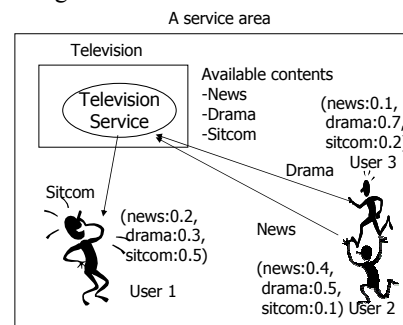 A service area
Television
Television
Service
Available contents
-News
-Drama
-Sitcom
(news:0.1,
drama:0.7,
sitcom:0.2)
User 3
Drama
Sitcom
(news:0.2,
drama:0.3,
sitcom:0.5)
User 1
News
(news:0.4,
drama:0.5,
sitcom:0.1)
User 2